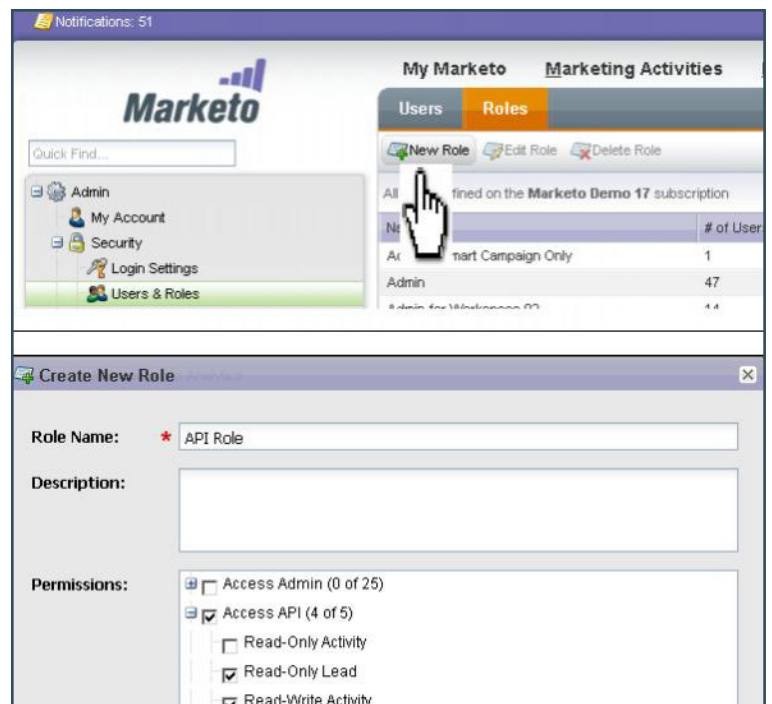 Notifications: 51
Marketo
My Marketo Marketing Activities
Users Roles
Quick Find...
New Role Edit Role Delete Role
Admin
My Account
Security
Login Settings
Users & Roles
All fined on the Marketo Demo 17 subscription
# of User
mart Campaign Only 1
Admin 47
Create New Role
Role Name: * API Role
Description:
Permissions:
Access Admin (0 of 25)
Access API (4 of 5)
Read-Only Activity
Read-Only Lead
Read-Write Activity